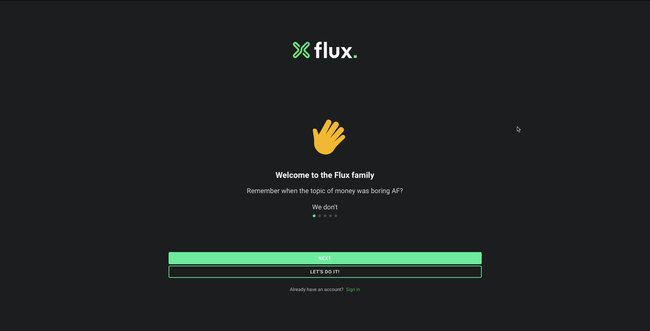 flux.
Welcome to the Flux family
Remember when the topic of money was boring AF?
We don't
NEXT
LET'S DO IT!
Already have an account? Sign in